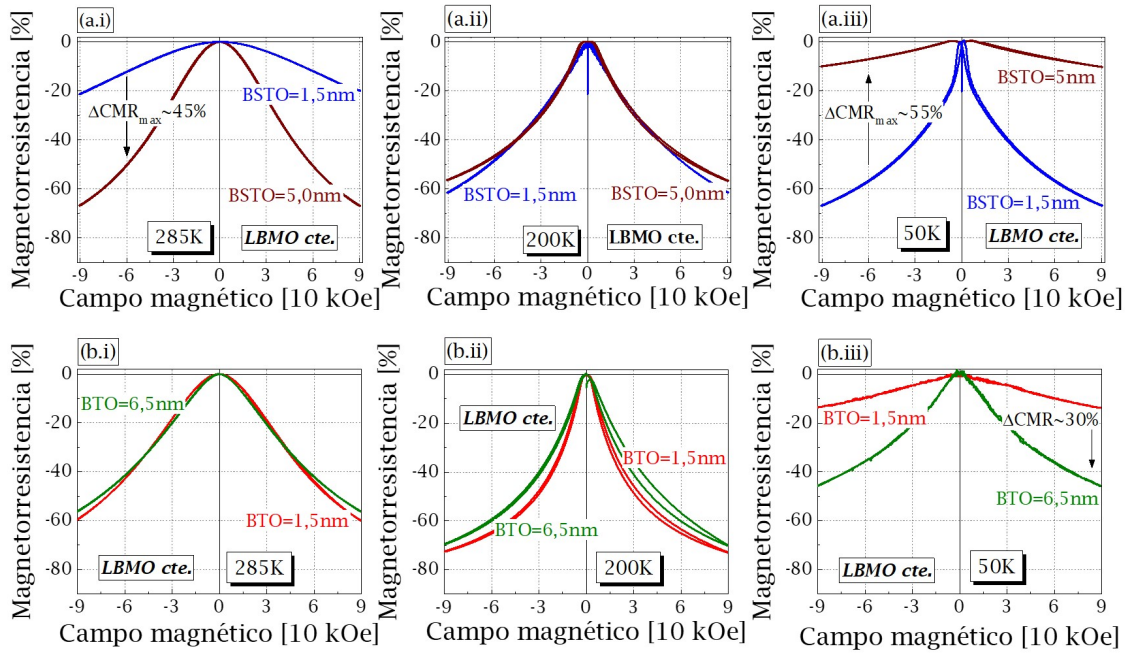 (a.i)
Magnetorresistencia [%]
0
-20
-40
-60
-80
BSTO=1,5nm
ΔCMRmax~45%
BSTO=5,0nm
285K
LBMO cte.
-9 -6 -3 0 3 6 9
Campo magnético [10 kOe]
(a.ii)
Magnetorresistencia [%]
0
-20
-40
-60
-80
BSTO=1,5nm
BSTO=5,0nm
200K
LBMO cte.
-9 -6 -3 0 3 6 9
Campo magnético [10 kOe]
(a.iii)
Magnetorresistencia [%]
0
-20
-40
-60
-80
BSTO=5nm
ΔCMRmax~55%
BSTO=1,5nm
50K
LBMO cte.
-9 -6 -3 0 3 6 9
Campo magnético [10 kOe]
(b.i)
Magnetorresistencia [%]
0
-20
-40
-60
-80
BTO=6,5nm
BTO=1,5nm
LBMO cte.
285K
-9 -6 -3 0 3 6 9
Campo magnético [10 kOe]
(b.ii)
Magnetorresistencia [%]
0
-20
-40
-60
-80
LBMO cte.
BTO=1,5nm
BTO=6,5nm
200K
-9 -6 -3 0 3 6 9
Campo magnético [10 kOe]
(b.iii)
Magnetorresistencia [%]
0
-20
-40
-60
-80
BTO=1,5nm
ΔCMR~30%
BTO=6,5nm
LBMO cte.
50K
-9 -6 -3 0 3 6 9
Campo magnético [10 kOe]